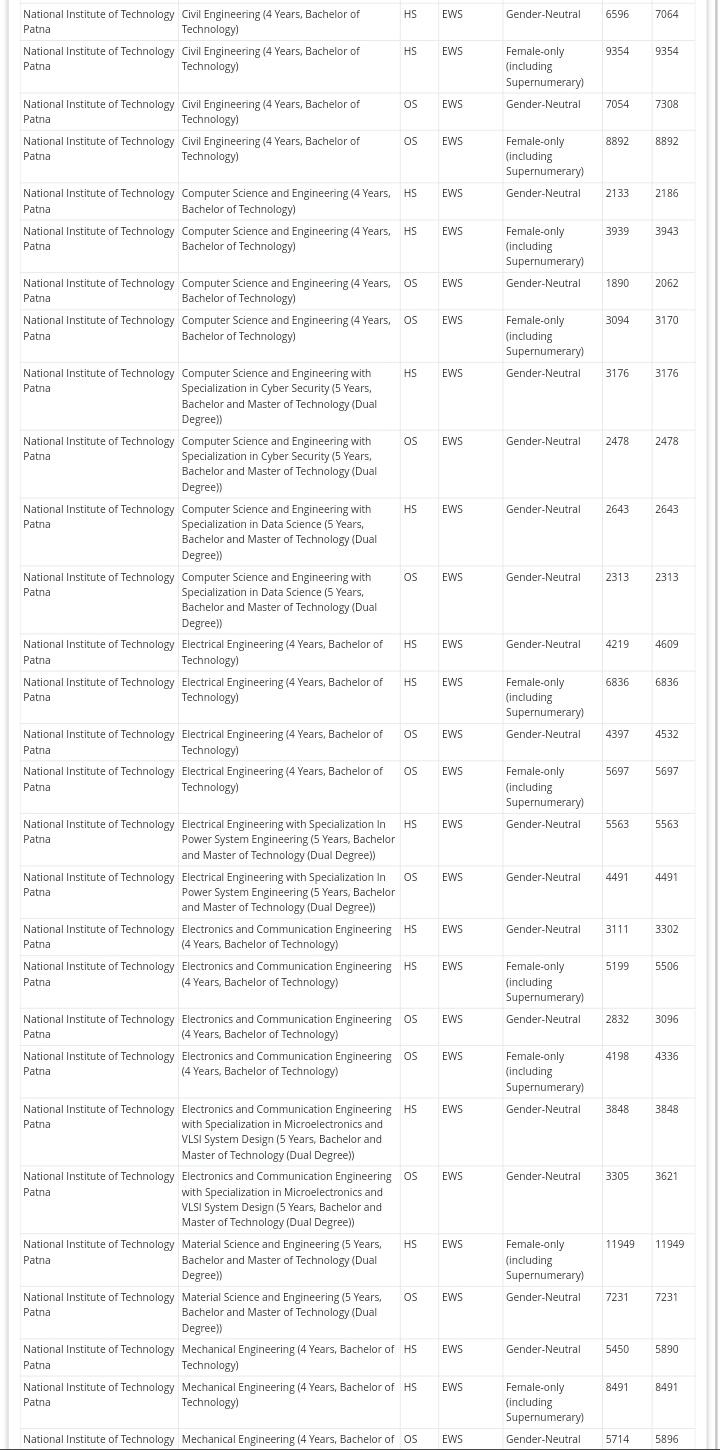 National Institute of Technology Patna Civil Engineering (4 Years, Bachelor of Technology) HS EWS Gender-Neutral 6596 7064
National Institute of Technology Patna Civil Engineering (4 Years, Bachelor of Technology) HS EWS Female-only (including Supernumerary) 9354 9354
National Institute of Technology Patna Civil Engineering (4 Years, Bachelor of Technology) OS EWS Gender-Neutral 7054 7308
National Institute of Technology Patna Civil Engineering (4 Years, Bachelor of Technology) OS EWS Female-only (including Supernumerary) 8892 8892
National Institute of Technology Patna Computer Science and Engineering (4 Years, Bachelor of Technology) HS EWS Gender-Neutral 2133 2186
National Institute of Technology Patna Computer Science and Engineering (4 Years, Bachelor of Technology) HS EWS Female-only (including Supernumerary) 3939 3943
National Institute of Technology Patna Computer Science and Engineering (4 Years, Bachelor of Technology) OS EWS Gender-Neutral 1890 2062
National Institute of Technology Patna Computer Science and Engineering (4 Years, Bachelor of Technology) OS EWS Female-only (including Supernumerary) 3094 3170
National Institute of Technology Patna Computer Science and Engineering with Specialization in Cyber Security (5 Years, Bachelor and Master of Technology (Dual Degree)) HS EWS Gender-Neutral 3176 3176
National Institute of Technology Patna Computer Science and Engineering with Specialization in Cyber Security (5 Years, Bachelor and Master of Technology (Dual Degree)) OS EWS Gender-Neutral 2478 2478
National Institute of Technology Patna Computer Science and Engineering with Specialization in Data Science (5 Years, Bachelor and Master of Technology (Dual Degree)) HS EWS Gender-Neutral 2643 2643
National Institute of Technology Patna Computer Science and Engineering with Specialization in Data Science (5 Years, Bachelor and Master of Technology (Dual Degree)) OS EWS Gender-Neutral 2313 2313
National Institute of Technology Patna Electrical Engineering (4 Years, Bachelor of Technology) HS EWS Gender-Neutral 4219 4609
National Institute of Technology Patna Electrical Engineering (4 Years, Bachelor of Technology) HS EWS Female-only (including Supernumerary) 6836 6836
National Institute of Technology Patna Electrical Engineering (4 Years, Bachelor of Technology) OS EWS Gender-Neutral 4397 4532
National Institute of Technology Patna Electrical Engineering (4 Years, Bachelor of Technology) OS EWS Female-only (including Supernumerary) 5697 5697
National Institute of Technology Patna Electrical Engineering with Specialization In Power System Engineering (5 Years, Bachelor and Master of Technology (Dual Degree)) HS EWS Gender-Neutral 5563 5563
National Institute of Technology Patna Electrical Engineering with Specialization In Power System Engineering (5 Years, Bachelor and Master of Technology (Dual Degree)) OS EWS Gender-Neutral 4491 4491
National Institute of Technology Patna Electronics and Communication Engineering (4 Years, Bachelor of Technology) HS EWS Gender-Neutral 3111 3302
National Institute of Technology Patna Electronics and Communication Engineering (4 Years, Bachelor of Technology) HS EWS Female-only (including Supernumerary) 5199 5506
National Institute of Technology Patna Electronics and Communication Engineering (4 Years, Bachelor of Technology) OS EWS Gender-Neutral 2832 3096
National Institute of Technology Patna Electronics and Communication Engineering (4 Years, Bachelor of Technology) OS EWS Female-only (including Supernumerary) 4198 4336
National Institute of Technology Patna Electronics and Communication Engineering with Specialization in Microelectronics and VLSI System Design (5 Years, Bachelor and Master of Technology (Dual Degree)) HS EWS Gender-Neutral 3848 3848
National Institute of Technology Patna Electronics and Communication Engineering with Specialization in Microelectronics and VLSI System Design (5 Years, Bachelor and Master of Technology (Dual Degree)) OS EWS Gender-Neutral 3305 3621
National Institute of Technology Patna Material Science and Engineering (5 Years, Bachelor and Master of Technology (Dual Degree)) HS EWS Female-only (including Supernumerary) 11949 11949
National Institute of Technology Patna Material Science and Engineering (5 Years, Bachelor and Master of Technology (Dual Degree)) OS EWS Gender-Neutral 7231 7231
National Institute of Technology Patna Mechanical Engineering (4 Years, Bachelor of Technology) HS EWS Gender-Neutral 5450 5890
National Institute of Technology Patna Mechanical Engineering (4 Years, Bachelor of Technology) HS EWS Female-only (including Supernumerary) 8491 8491
National Institute of Technology Mechanical Engineering (4 Years, Bachelor of OS EWS Gender-Neutral 5714 5896